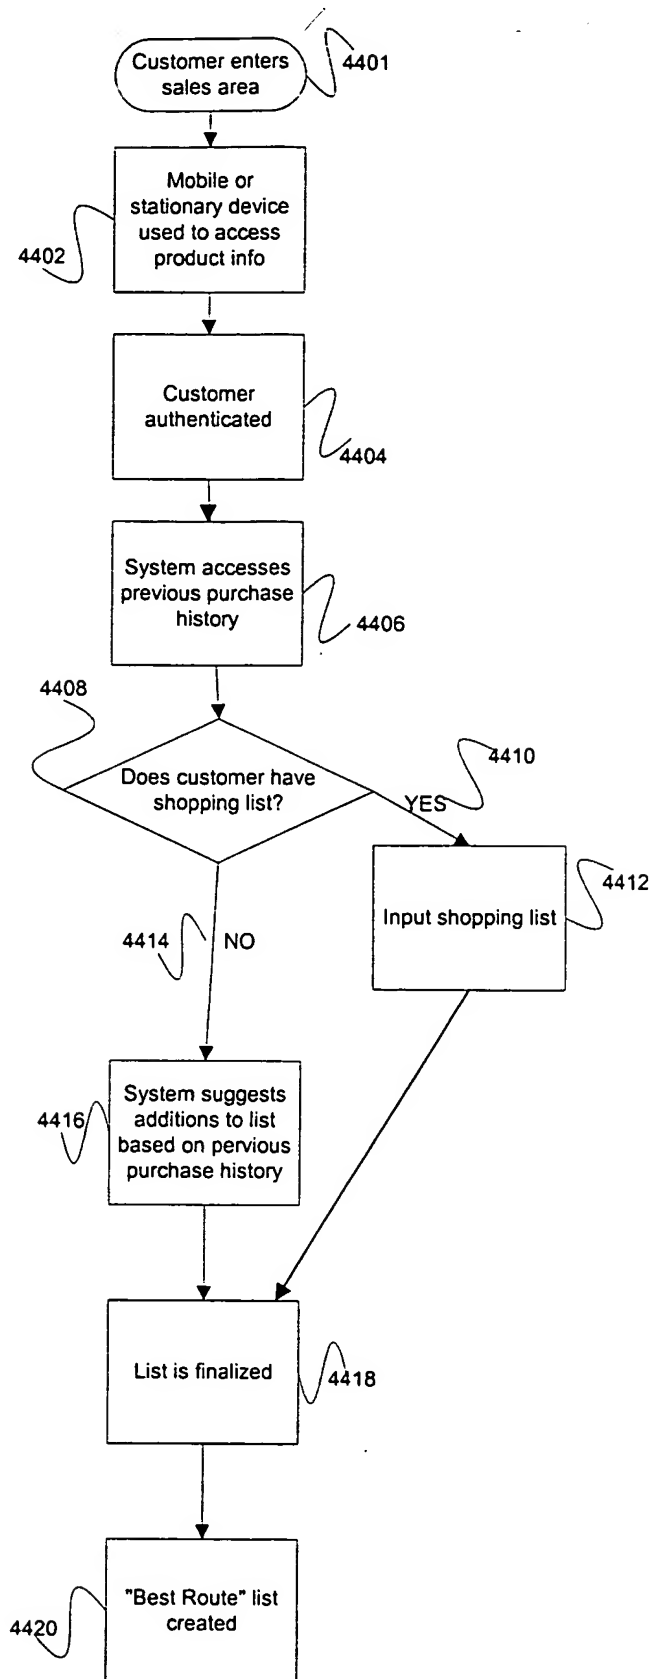 Customer enters
sales area
4401
Mobile or
stationary device
used to access
product info
4402
Customer
authenticated
4404
System accesses
previous purchase
history
4406
4408
Does customer have
shopping list?
4410
YES
4412
Input shopping list
4414
NO
System suggests
additions to list
based on pervious
purchase history
4416
List is finalized
4418
"Best Route" list
created
4420